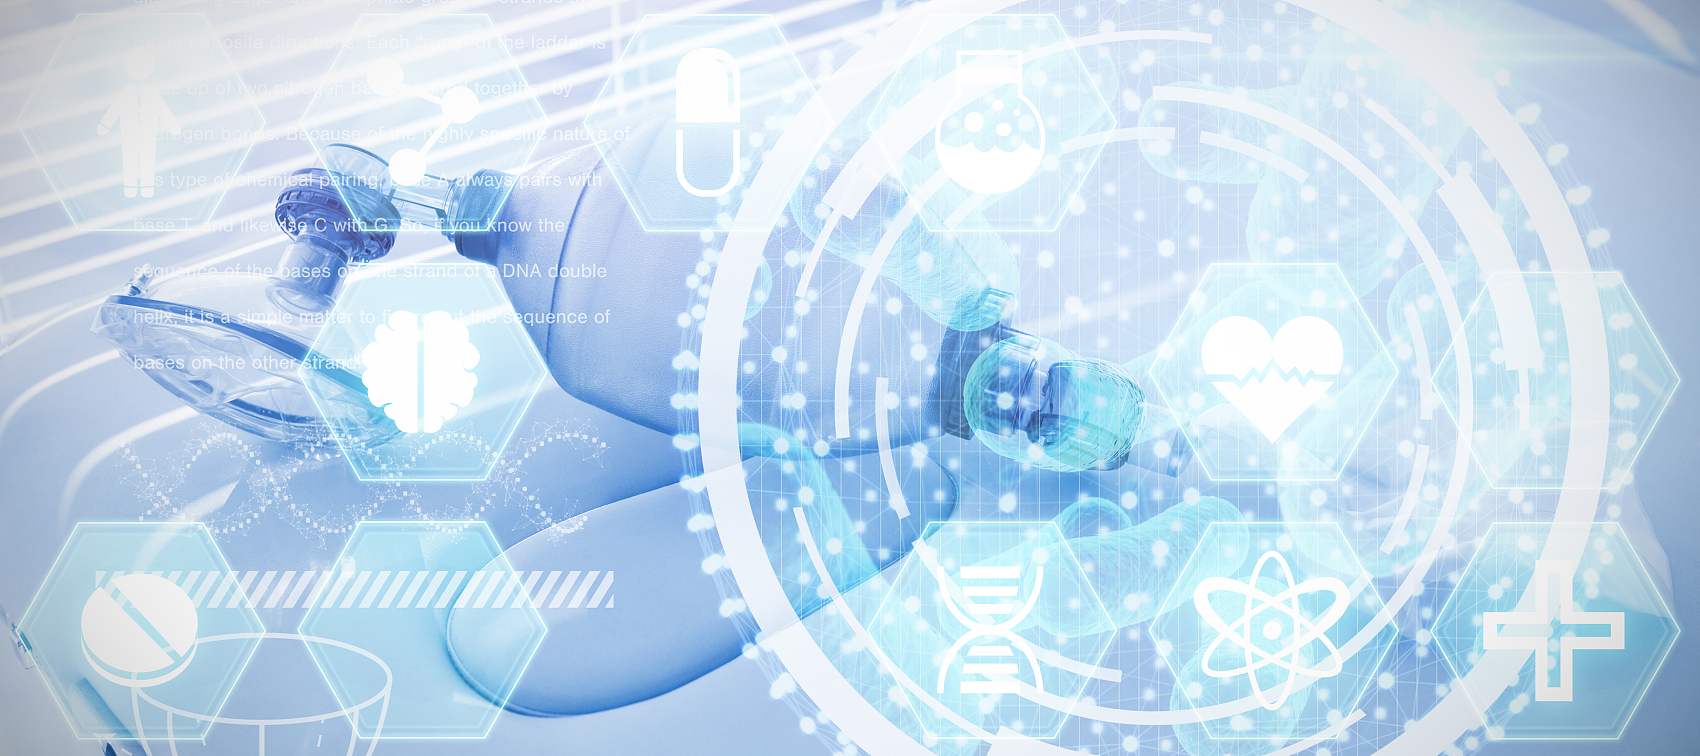 opposite directions. Each "rung" of the ladder is
up of two nitrogen together by
bonds. Because of the highly specific nature of
type of chemical pairing, base A always pairs with
base T, and likewise C with G. So, if you know the
sequence of the bases on one strand of a DNA double
helix, it is a simple matter to figure out the sequence of
bases on the other strand!